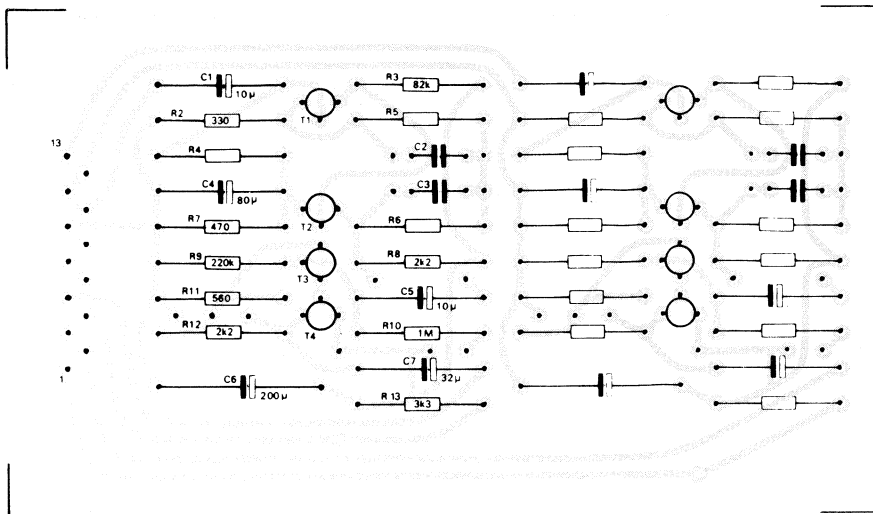 C1
10µ
R3
82k
T1
R2
330
R5
13
R4
C2
C4
80µ
C3
R7
470
T2
R6
R9
220k
T3
R8
2k2
R11
560
C5
10µ
R12
2k2
T4
R10
1M
C7
32µ
1
C6
200µ
R13
3k3